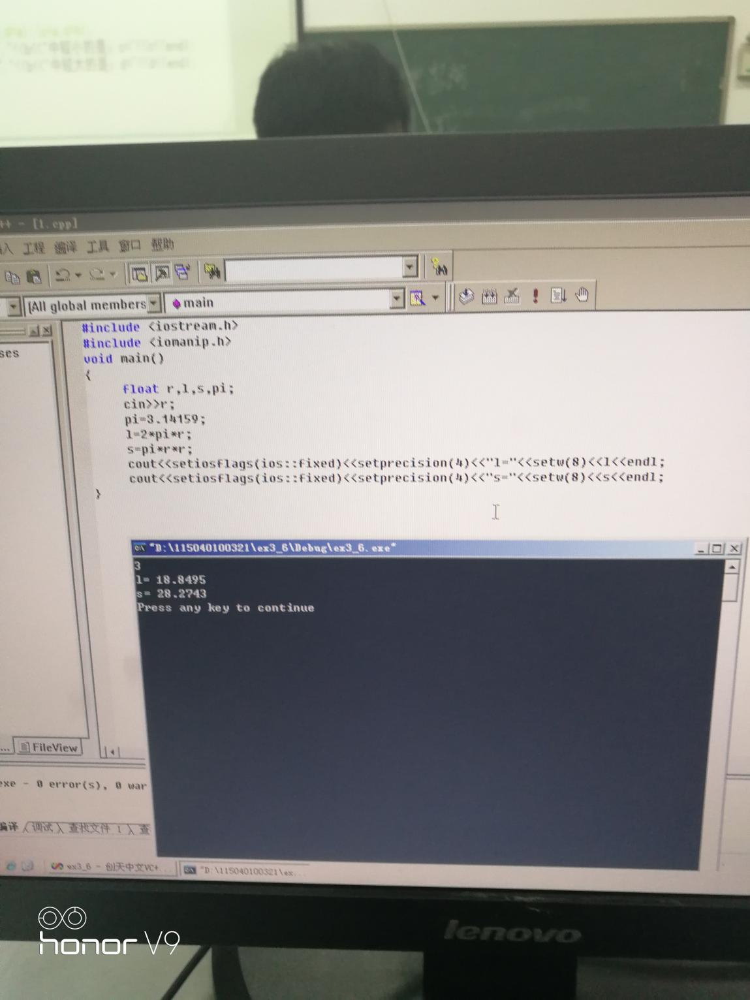 ++ - [1.cpp]
入 工程 编译 工具 窗口 帮助
[All global members main
#include <iostream.h>
#include <iomanip.h>
void main()
{
float r,l,s,pi;
cin>>r;
pi=3.14159;
l=2*pi*r;
s=pi*r*r;
cout<<setiosflags(ios::fixed)<<setprecision(4)<<"l="<<setw(8)<<l<<endl;
cout<<setiosflags(ios::fixed)<<setprecision(4)<<"s="<<setw(8)<<s<<endl;
}
ses
"D:\115040100321\ex3_6\Debug\ex3_6.exe"
3
l= 18.8495
s= 28.2743
Press any key to continue
... FileView
exe - 0 error(s), 0 war
编译 调试 查找文件 1 查
ex3_6 - 创天中文VC+...
"D:\115040100321\ex...
lenovo
honor V9